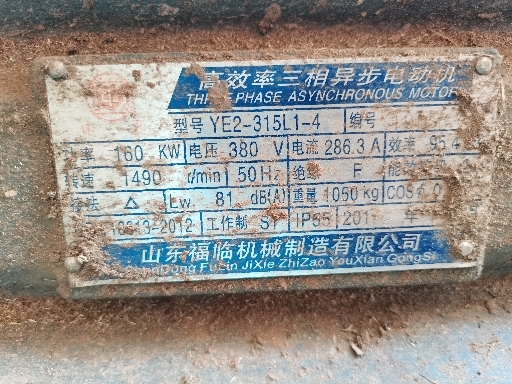 高效率三相异步电动机
THREE-PHASE ASYNCHRONOUS MOTOR
型号 YE2-315L1-4 编号
功率 160 KW 电压 380 V 电流 286.3 A 效率 95.4
转速 1490 r/min 50Hz 绝缘 F
接法 △ Lw 81 dB(A) 重量 1050 kg COS
18613-2012 工作制 S1 IP55 201 年
山东福临机械制造有限公司
ShanDong FuLin JiXie ZhiZao YouXian GongSi